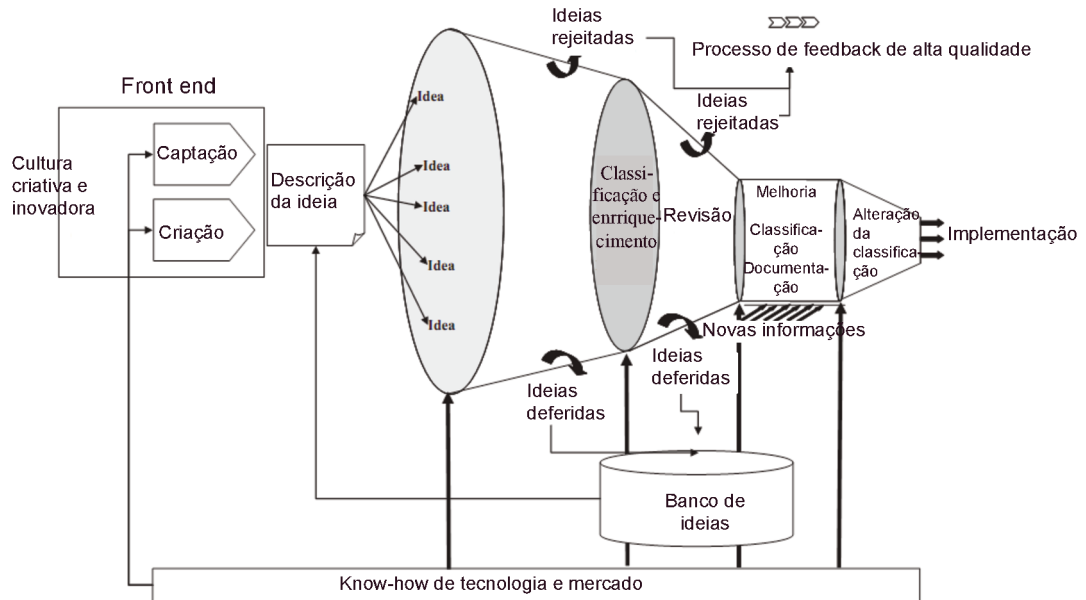 Ideias
rejeitadas
Processo de feedback de alta qualidade
Front end
Ideias
rejeitadas
Idea
Cultura
criativa e
inovadora
Captação
Criação
Descrição
da ideia
Idea
Idea
Idea
Idea
Classi-
ficação e
enrrique-
cimento
Revisão
Melhoria
Classifica-
ção
Documenta-
ção
Alteração
da
classific-
ação
Implementação
Novas informações
Ideias
deferidas
Ideias
deferidas
Banco de
ideias
Know-how de tecnologia e mercado